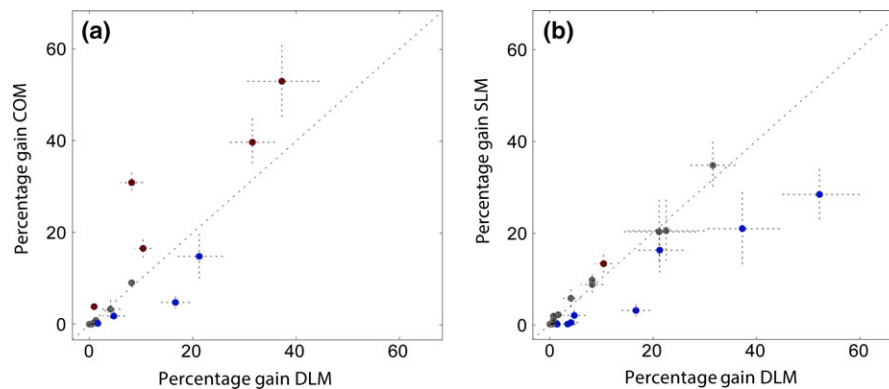 (a)
Percentage gain COM
60
40
20
0
0 20 40 60
Percentage gain DLM
(b)
Percentage gain SLM
60
40
20
0
0 20 40 60
Percentage gain DLM